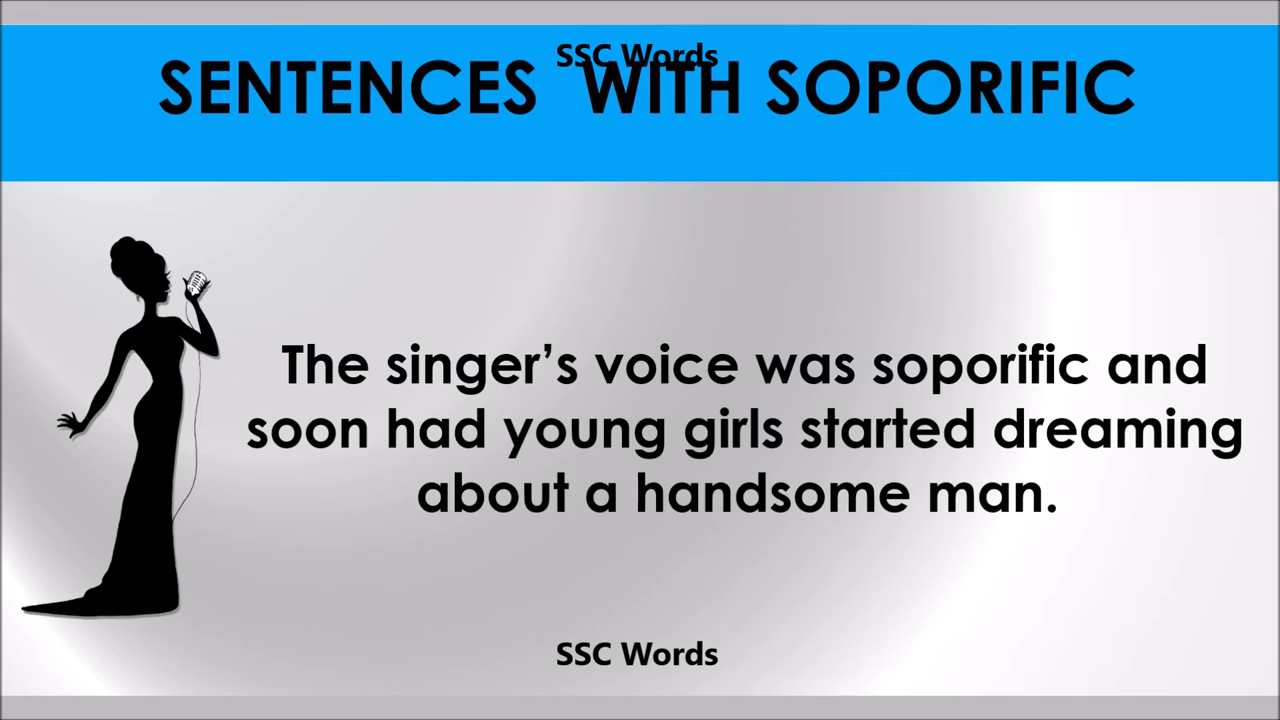 SSC Words
SENTENCES WITH SOPORIFIC
The singer’s voice was soporific and
soon had young girls started dreaming
about a handsome man.
SSC Words